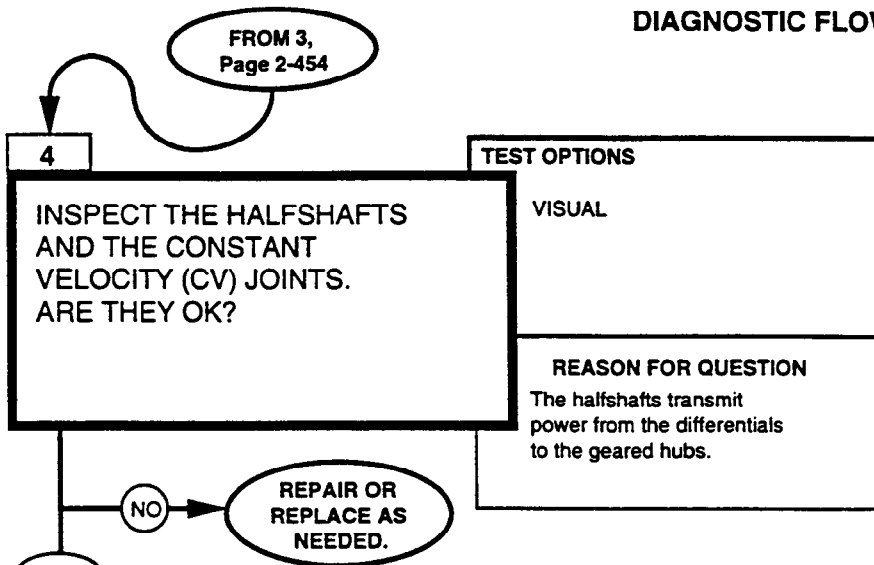 DIAGNOSTIC FLOW
FROM 3,
Page 2-454
4
INSPECT THE HALFSHAFTS
AND THE CONSTANT
VELOCITY (CV) JOINTS.
ARE THEY OK?
TEST OPTIONS
VISUAL
REASON FOR QUESTION
The halfshafts transmit
power from the differentials
to the geared hubs.
NO
REPAIR OR
REPLACE AS
NEEDED.